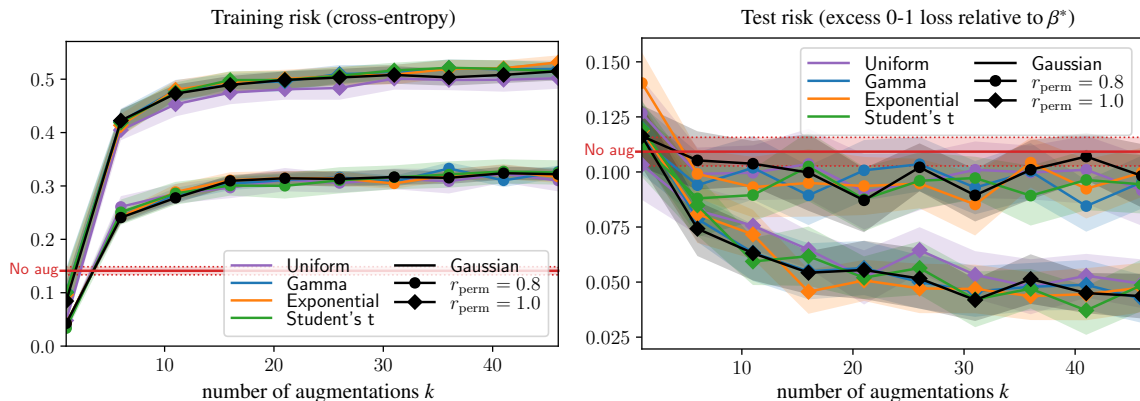 Training risk (cross-entropy)
0.5
0.4
0.3
0.2
No aug
0.1
0.0
10
20
30
40
number of augmentations k
Uniform
Gamma
Exponential
Student's t
Gaussian
r_perm = 0.8
r_perm = 1.0
Test risk (excess 0-1 loss relative to β*)
0.150
0.125
No aug
0.100
0.075
0.050
0.025
10
20
30
40
number of augmentations k
Uniform
Gamma
Exponential
Student's t
Gaussian
r_perm = 0.8
r_perm = 1.0